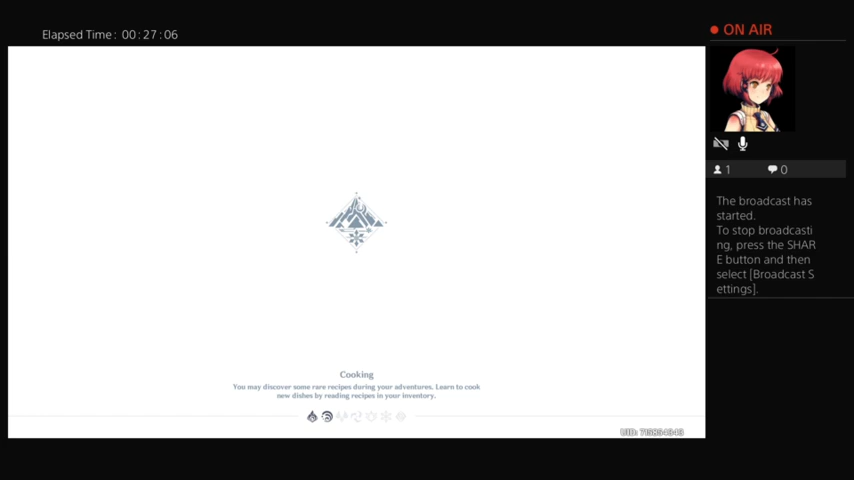 Elapsed Time: 00:27:06
ON AIR
1
0
The broadcast has
started.
To stop broadcasti
ng, press the SHAR
E button and then
select [Broadcast S
ettings].
Cooking
You may discover some rare recipes during your adventures. Learn to cook
new dishes by reading recipes in your inventory.